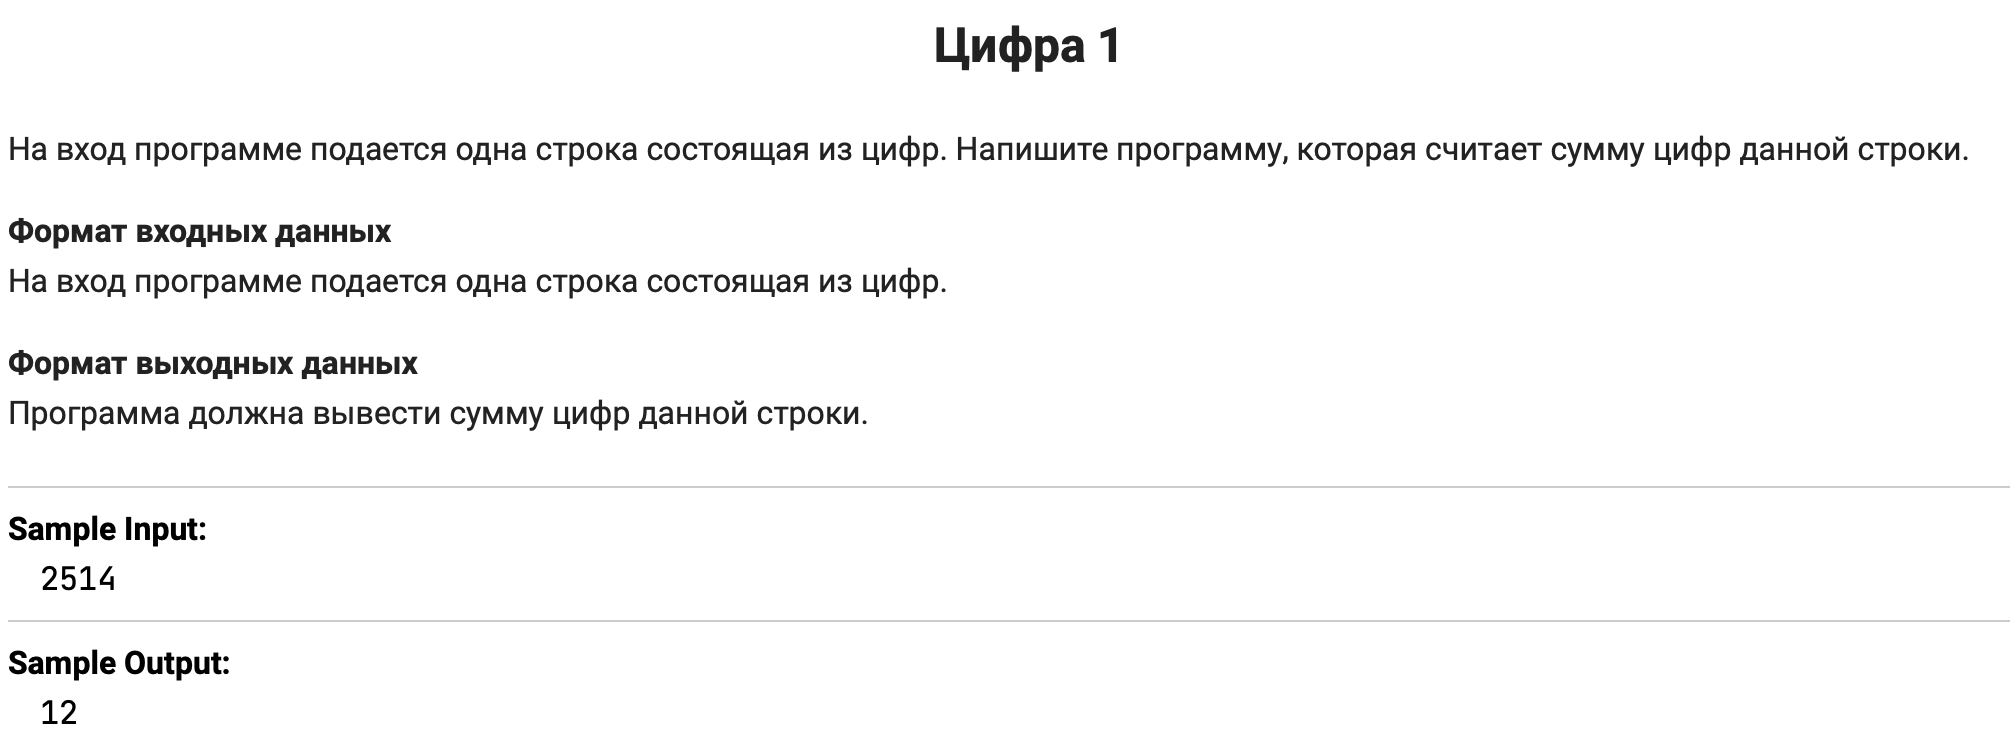 Цифра 1
На вход программе подается одна строка состоящая из цифр. Напишите программу, которая считает сумму цифр данной строки.
Формат входных данных
На вход программе подается одна строка состоящая из цифр.
Формат выходных данных
Программа должна вывести сумму цифр данной строки.
Sample Input:
2514
Sample Output:
12